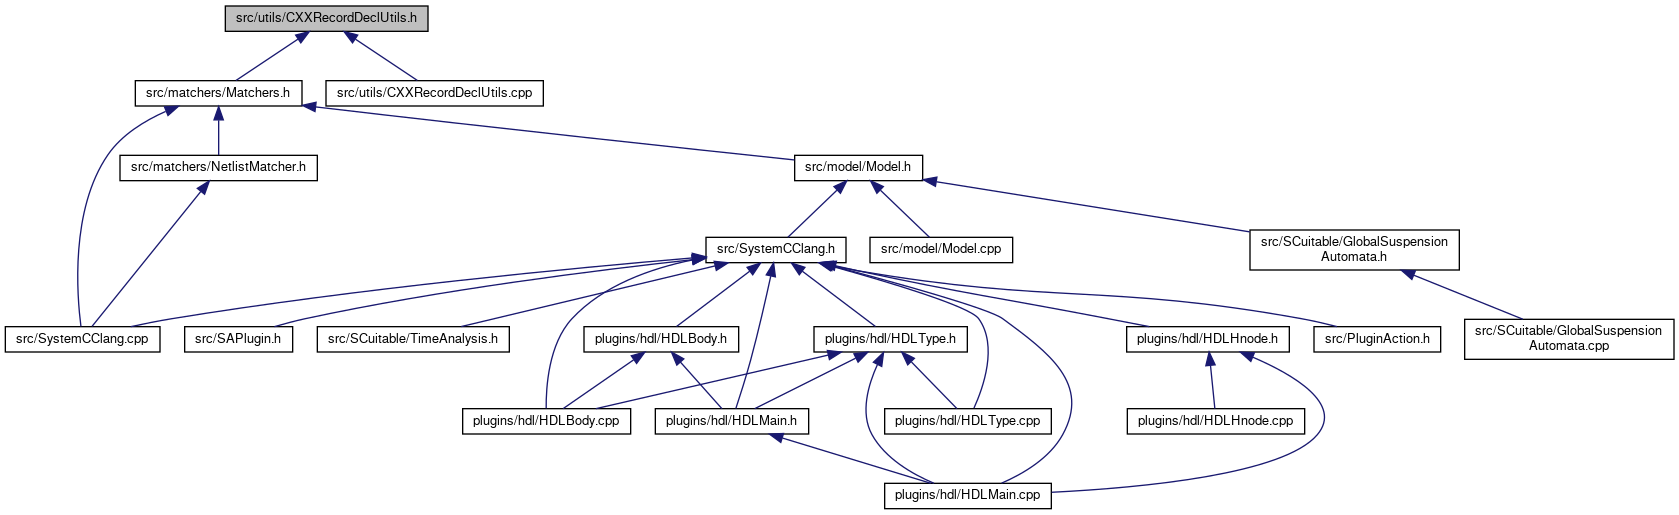 src/utils/CXXRecordDeclUtils.h
src/matchers/Matchers.h
src/utils/CXXRecordDeclUtils.cpp
src/matchers/NetlistMatcher.h
src/model/Model.h
src/SystemCClang.h
src/model/Model.cpp
src/SCuitable/GlobalSuspension
Automata.h
src/SystemCClang.cpp
src/SAPlugin.h
src/SCuitable/TimeAnalysis.h
plugins/hdl/HDLBody.h
plugins/hdl/HDLType.h
plugins/hdl/HDLHnode.h
src/PluginAction.h
src/SCuitable/GlobalSuspension
Automata.cpp
plugins/hdl/HDLBody.cpp
plugins/hdl/HDLMain.h
plugins/hdl/HDLType.cpp
plugins/hdl/HDLHnode.cpp
plugins/hdl/HDLMain.cpp